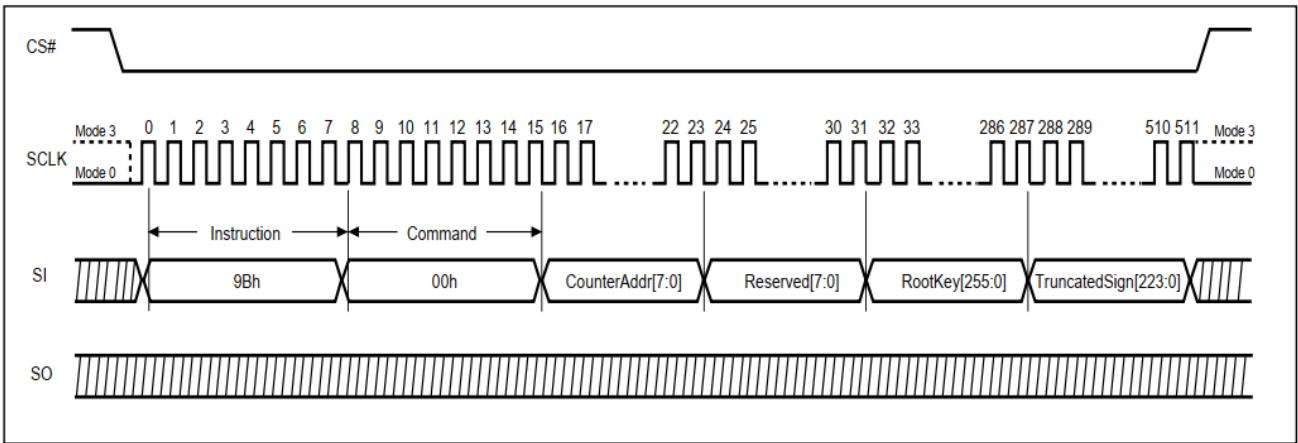 CS#
Mode 3 0 1 2 3 4 5 6 7 8 9 10 11 12 13 14 15 16 17 22 23 24 25 30 31 32 33 286 287 288 289 510 511 Mode 3
SCLK
Mode 0 Mode 0
Instruction Command
SI 9Bh 00h CounterAddr[7:0] Reserved[7:0] RootKey[255:0] TruncatedSign[223:0]
SO